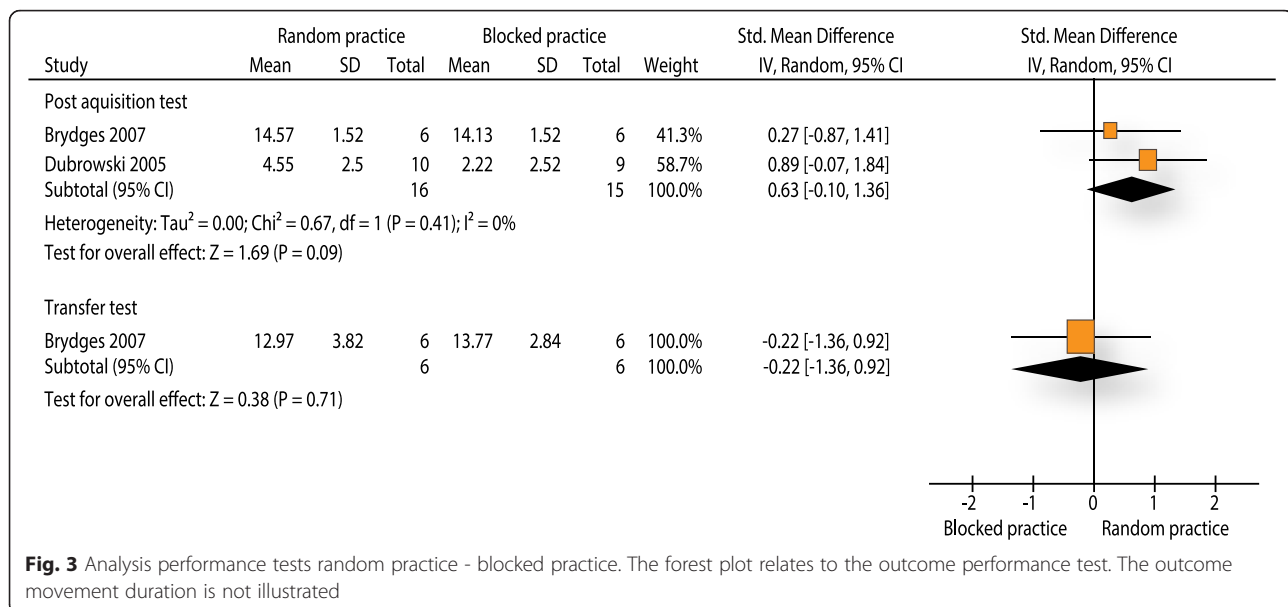 Random practice Blocked practice Std. Mean Difference Std. Mean Difference
Study Mean SD Total Mean SD Total Weight IV, Random, 95% CI IV, Random, 95% CI
Post aquisition test
Brydges 2007 14.57 1.52 6 14.13 1.52 6 41.3% 0.27 [-0.87, 1.41]
Dubrowski 2005 4.55 2.5 10 2.22 2.52 9 58.7% 0.89 [-0.07, 1.84]
Subtotal (95% CI) 16 15 100.0% 0.63 [-0.10, 1.36]
Heterogeneity: Tau² = 0.00; Chi² = 0.67, df = 1 (P = 0.41); I² = 0%
Test for overall effect: Z = 1.69 (P = 0.09)
Transfer test
Brydges 2007 12.97 3.82 6 13.77 2.84 6 100.0% -0.22 [-1.36, 0.92]
Subtotal (95% CI) 6 6 100.0% -0.22 [-1.36, 0.92]
Test for overall effect: Z = 0.38 (P = 0.71)
-2 -1 0 1 2
Blocked practice Random practice
Fig. 3 Analysis performance tests random practice - blocked practice. The forest plot relates to the outcome performance test. The outcome
movement duration is not illustrated